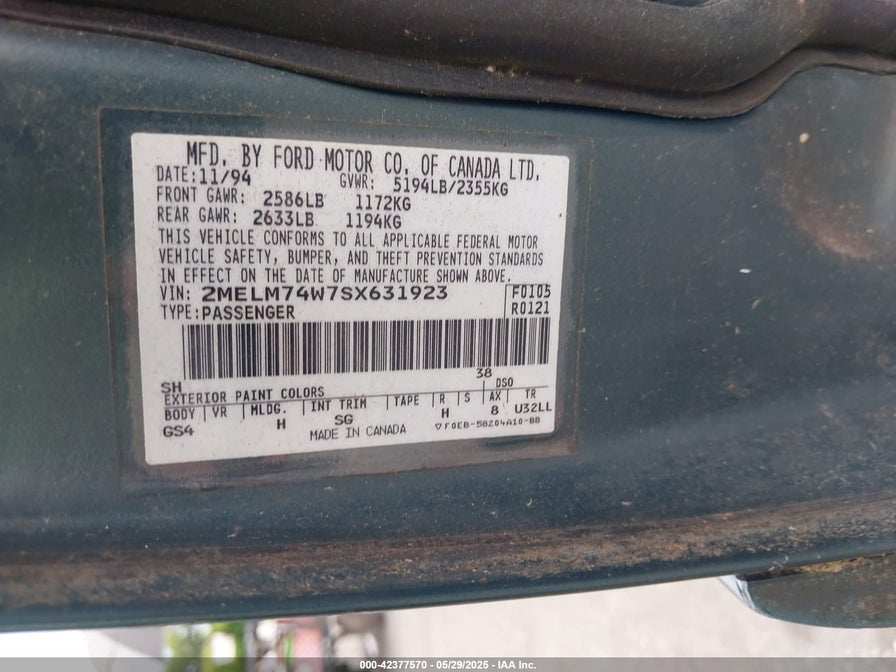 MFD. BY FORD MOTOR CO. OF CANADA LTD.
DATE: 11/94 GVWR: 5194LB/2355KG
FRONT GAWR: 2586LB 1172KG
REAR GAWR: 2633LB 1194KG
THIS VEHICLE CONFORMS TO ALL APPLICABLE FEDERAL MOTOR
VEHICLE SAFETY, BUMPER, AND THEFT PREVENTION STANDARDS
IN EFFECT ON THE DATE OF MANUFACTURE SHOWN ABOVE.
VIN: 2MELM74W7SX631923 F0105
TYPE: PASSENGER R0121
SH 38
EXTERIOR PAINT COLORS DSO
BODY VR MLDG. INT TRIM TAPE R S AX TR
GS4 H SG H 8 U32LL
MADE IN CANADA ▽F0EB-58204A10-BB
000-42377570 - 05/29/2025 - IAA Inc.